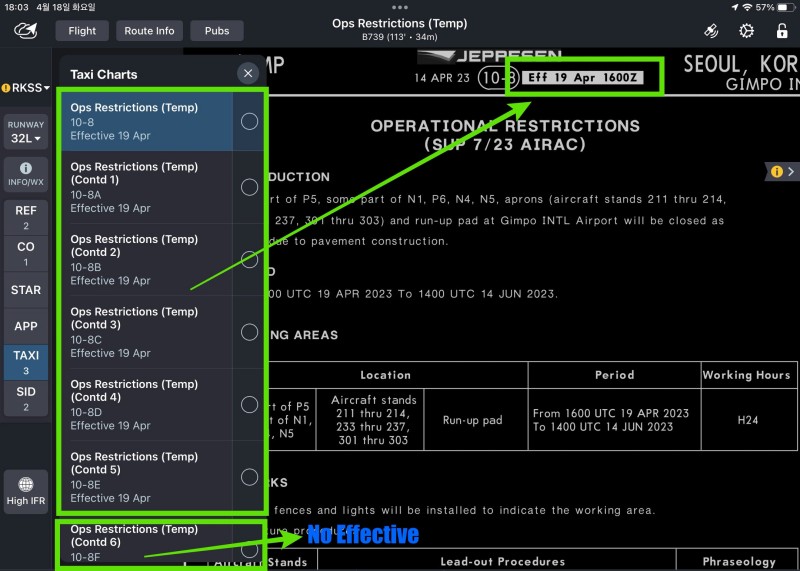 18:03 4월 18일 화요일
57%
Flight
Route Info
Pubs
Ops Restrictions (Temp)
B739 (113' • 34m)
RKSS
RUNWAY
32L
INFO/WX
REF
2
CO
1
STAR
APP
TAXI
3
SID
2
High IFR
Taxi Charts
Ops Restrictions (Temp)
10-8
Effective 19 Apr
Ops Restrictions (Temp)
(Contd 1)
10-8A
Effective 19 Apr
Ops Restrictions (Temp)
(Contd 2)
10-8B
Effective 19 Apr
Ops Restrictions (Temp)
(Contd 3)
10-8C
Effective 19 Apr
Ops Restrictions (Temp)
(Contd 4)
10-8D
Effective 19 Apr
Ops Restrictions (Temp)
(Contd 5)
10-8E
Effective 19 Apr
Ops Restrictions (Temp)
(Contd 6)
10-8F
No Effective
MP
JEPPESEN
14 APR 23 10-8 Eff 19 Apr 1600Z
SEOUL, KOR
GIMPO IN
OPERATIONAL RESTRICTIONS
(SUP 7/23 AIRAC)
DUCTION
rt of P5, some part of N1, P6, N4, N5, aprons (aircraft stands 211 thru 214,
237, 301 thru 303) and run-up pad at Gimpo INTL Airport will be closed as
due to pavement construction.
D
00 UTC 19 APR 2023 To 1400 UTC 14 JUN 2023.
NG AREAS
Location
Period
Working Hours
rt of P5
t of N1,
, N5
Aircraft stands
211 thru 214,
233 thru 237,
301 thru 303
Run-up pad
From 1600 UTC 19 APR 2023
To 1400 UTC 14 JUN 2023
H24
KS
fences and lights will be installed to indicate the working area.
ure proced
Aircraft Stands
Lead-out Procedures
Phraseology